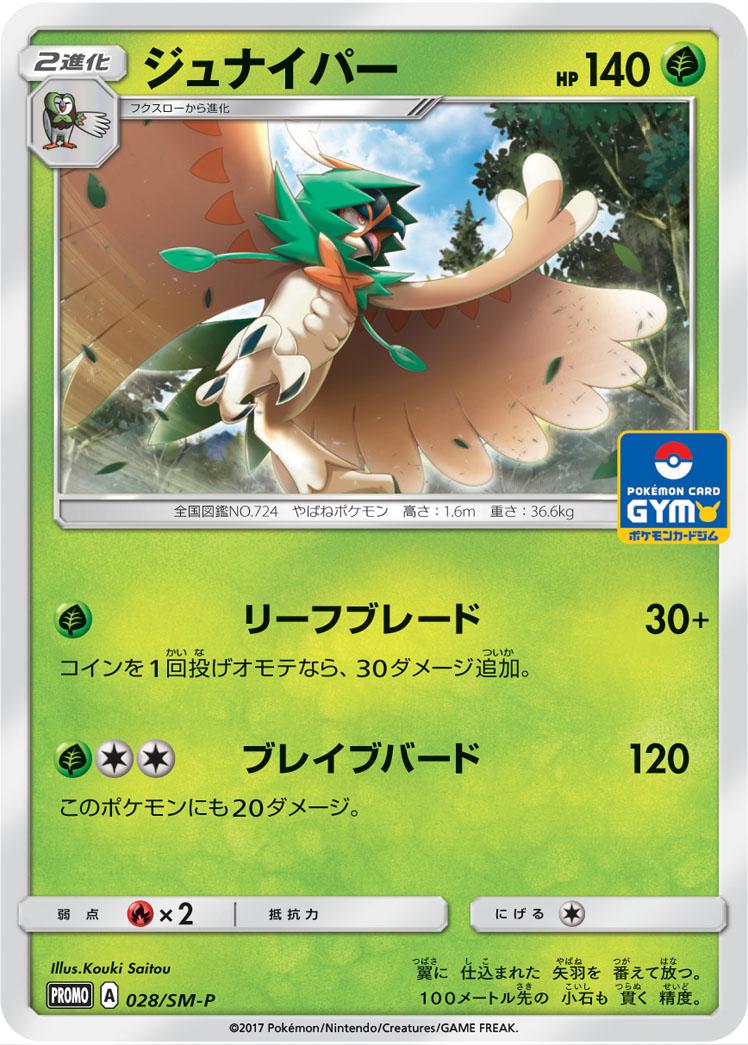 2進化
ジュナイパー
HP 140
フクスローから進化
全国図鑑NO.724 やばねポケモン 高さ：1.6m 重さ：36.6kg
POKÉMON CARD
GYM
ポケモンカードジム
リーフブレード 30+
コインを1回投げオモテなら、30ダメージ追加。
ブレイブバード 120
このポケモンにも20ダメージ。
弱点 ×2 抵抗力 にげる
Illus.Kouki Saitou
PROMO A 028/SM-P
翼に 仕込まれた 矢羽を 番えて放つ。
100メートル先の 小石も 貫く 精度。
©2017 Pokémon/Nintendo/Creatures/GAME FREAK.